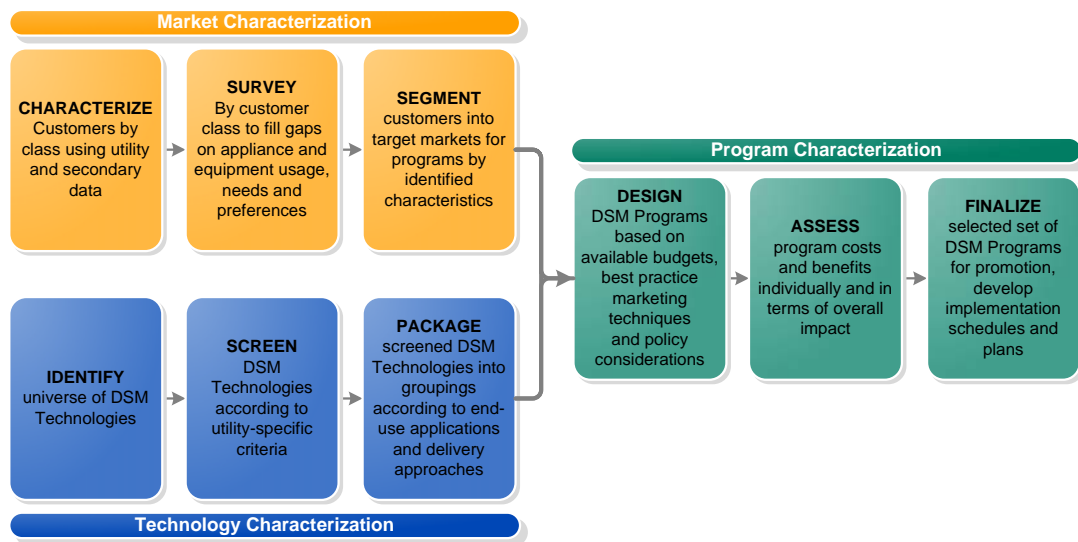 Market Characterization
CHARACTERIZE
Customers by
class using utility
and secondary
data
SURVEY
By customer
class to fill gaps
on appliance and
equipment usage,
needs and
preferences
SEGMENT
customers into
target markets for
programs by
identified
characteristics
Program Characterization
DESIGN
DSM Programs
based on
available budgets,
best practice
marketing
techniques
and policy
considerations
ASSESS
program costs
and benefits
individually and in
terms of overall
impact
FINALIZE
selected set of
DSM Programs
for promotion,
develop
implementation
schedules and
plans
IDENTIFY
universe of DSM
Technologies
SCREEN
DSM
Technologies
according to
utility-specific
criteria
PACKAGE
screened DSM
Technologies into
groupings
according to end-
use applications
and delivery
approaches
Technology Characterization